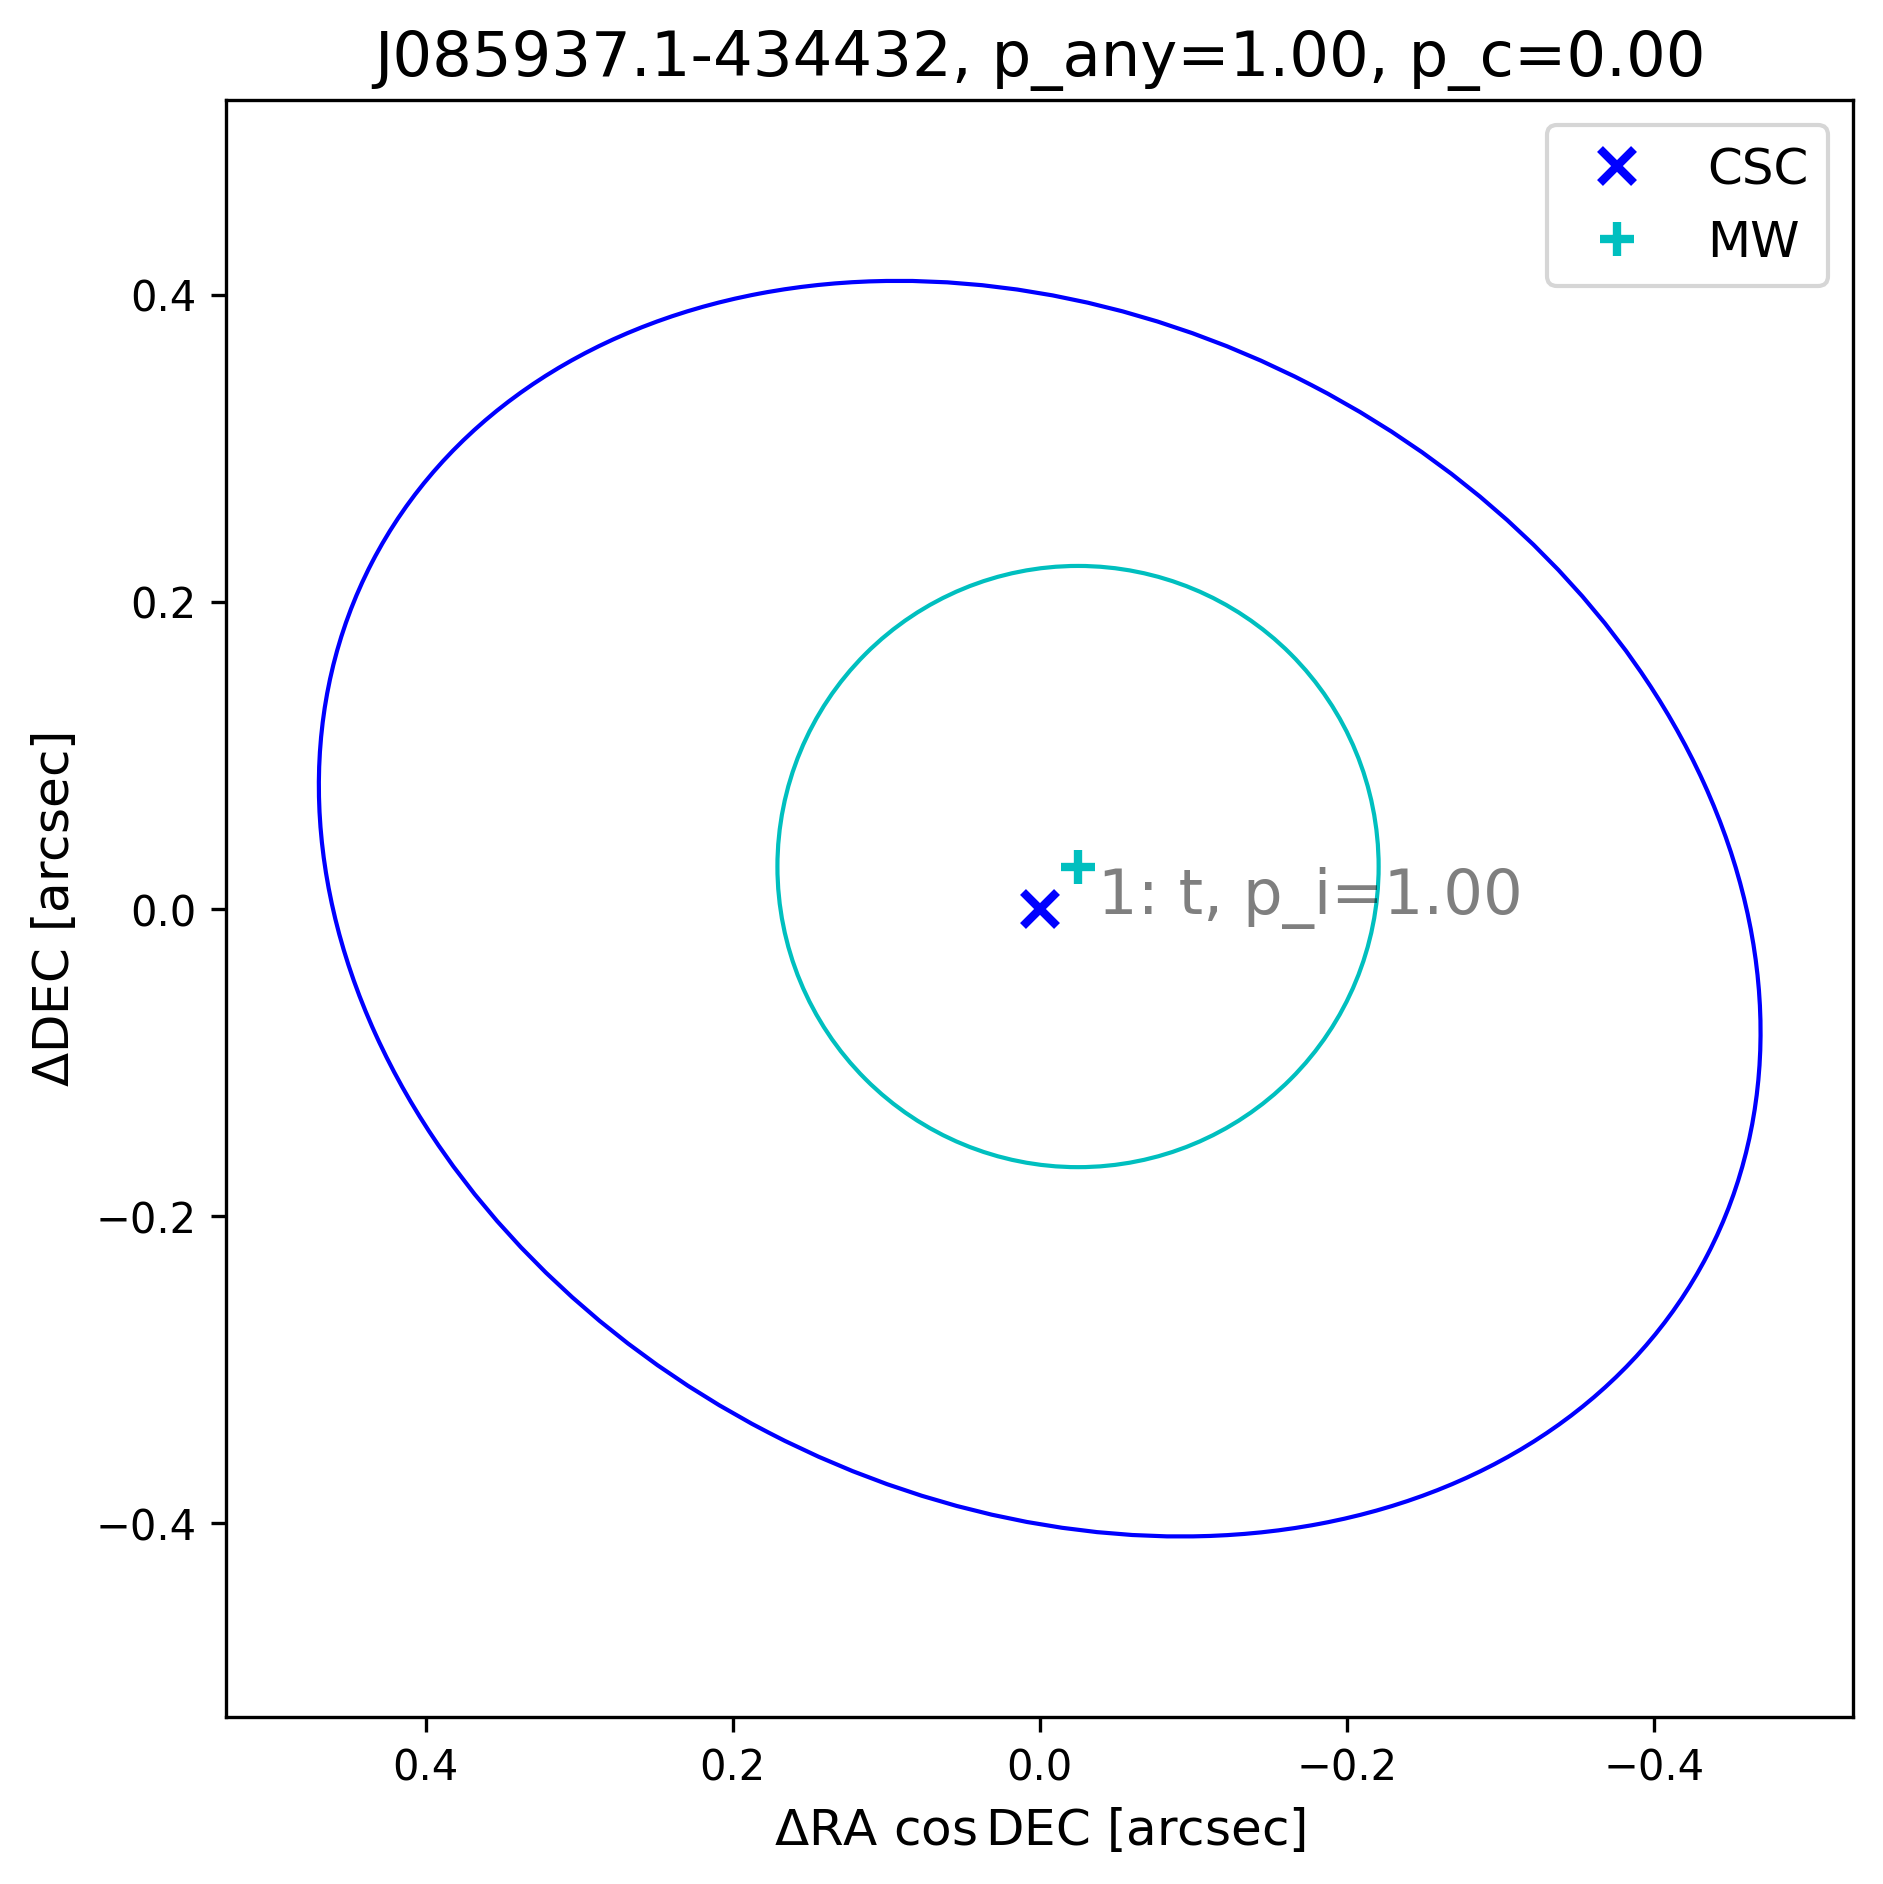 J085937.1-434432, p_any=1.00, p_c=0.00
CSC
MW
0.4
0.2
0.0
−0.2
−0.4
ΔDEC [arcsec]
1: t, p_i=1.00
0.4
0.2
0.0
−0.2
−0.4
ΔRA cos DEC [arcsec]